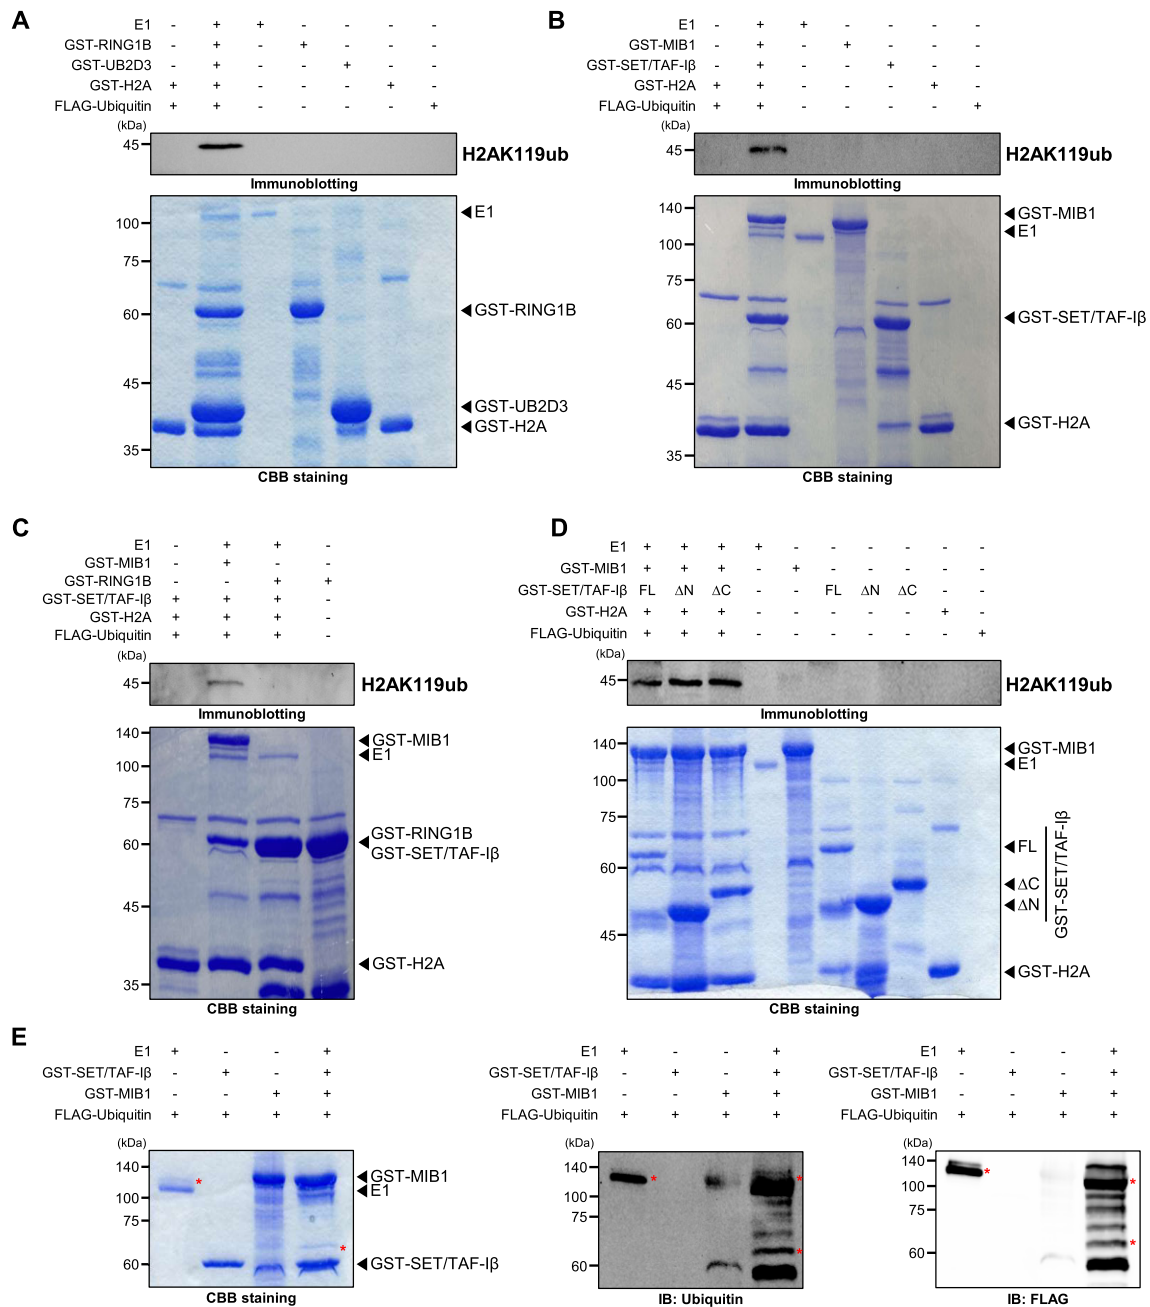 A
E1 - + + - - - -
GST-RING1B - + - + - - -
GST-UB2D3 - + - - + - -
GST-H2A + + - - - + -
FLAG-Ubiquitin + + - - - - +
(kDa)
45
H2AK119ub
Immunoblotting
100
75
60
45
35
E1
GST-RING1B
GST-UB2D3
GST-H2A
CBB staining
B
E1 - + + - - - -
GST-MIB1 - + - + - - -
GST-SET/TAF-Iβ - + - - + - -
GST-H2A + + - - - + -
FLAG-Ubiquitin + + - - - - +
(kDa)
45
H2AK119ub
Immunoblotting
140
100
75
60
45
35
GST-MIB1
E1
GST-SET/TAF-Iβ
GST-H2A
CBB staining
C
E1 - + + -
GST-MIB1 - + - -
GST-RING1B - - + +
GST-SET/TAF-Iβ + + + -
GST-H2A + + + -
FLAG-Ubiquitin + + + -
(kDa)
45
H2AK119ub
Immunoblotting
140
100
75
60
45
35
GST-MIB1
E1
GST-RING1B
GST-SET/TAF-Iβ
GST-H2A
CBB staining
D
E1 + + + + - - - - - -
GST-MIB1 + + + - + - - - - -
GST-SET/TAF-Iβ FL ΔN ΔC - - FL ΔN ΔC - -
GST-H2A + + + - - - - - + -
FLAG-Ubiquitin + + + - - - - - - +
(kDa)
45
H2AK119ub
Immunoblotting
140
100
75
60
45
GST-MIB1
E1
FL
ΔC
ΔN
GST-SET/TAF-Iβ
GST-H2A
CBB staining
E
E1 + - - +
GST-SET/TAF-Iβ - + - +
GST-MIB1 - - + +
FLAG-Ubiquitin + + + +
(kDa)
140
100
75
60
*
*
GST-MIB1
E1
GST-SET/TAF-Iβ
CBB staining
E1 + - - +
GST-SET/TAF-Iβ - + - +
GST-MIB1 - - + +
FLAG-Ubiquitin + + + +
(kDa)
140
100
75
60
*
*
*
IB: Ubiquitin
E1 + - - +
GST-SET/TAF-Iβ - + - +
GST-MIB1 - - + +
FLAG-Ubiquitin + + + +
(kDa)
140
100
75
60
*
*
*
IB: FLAG